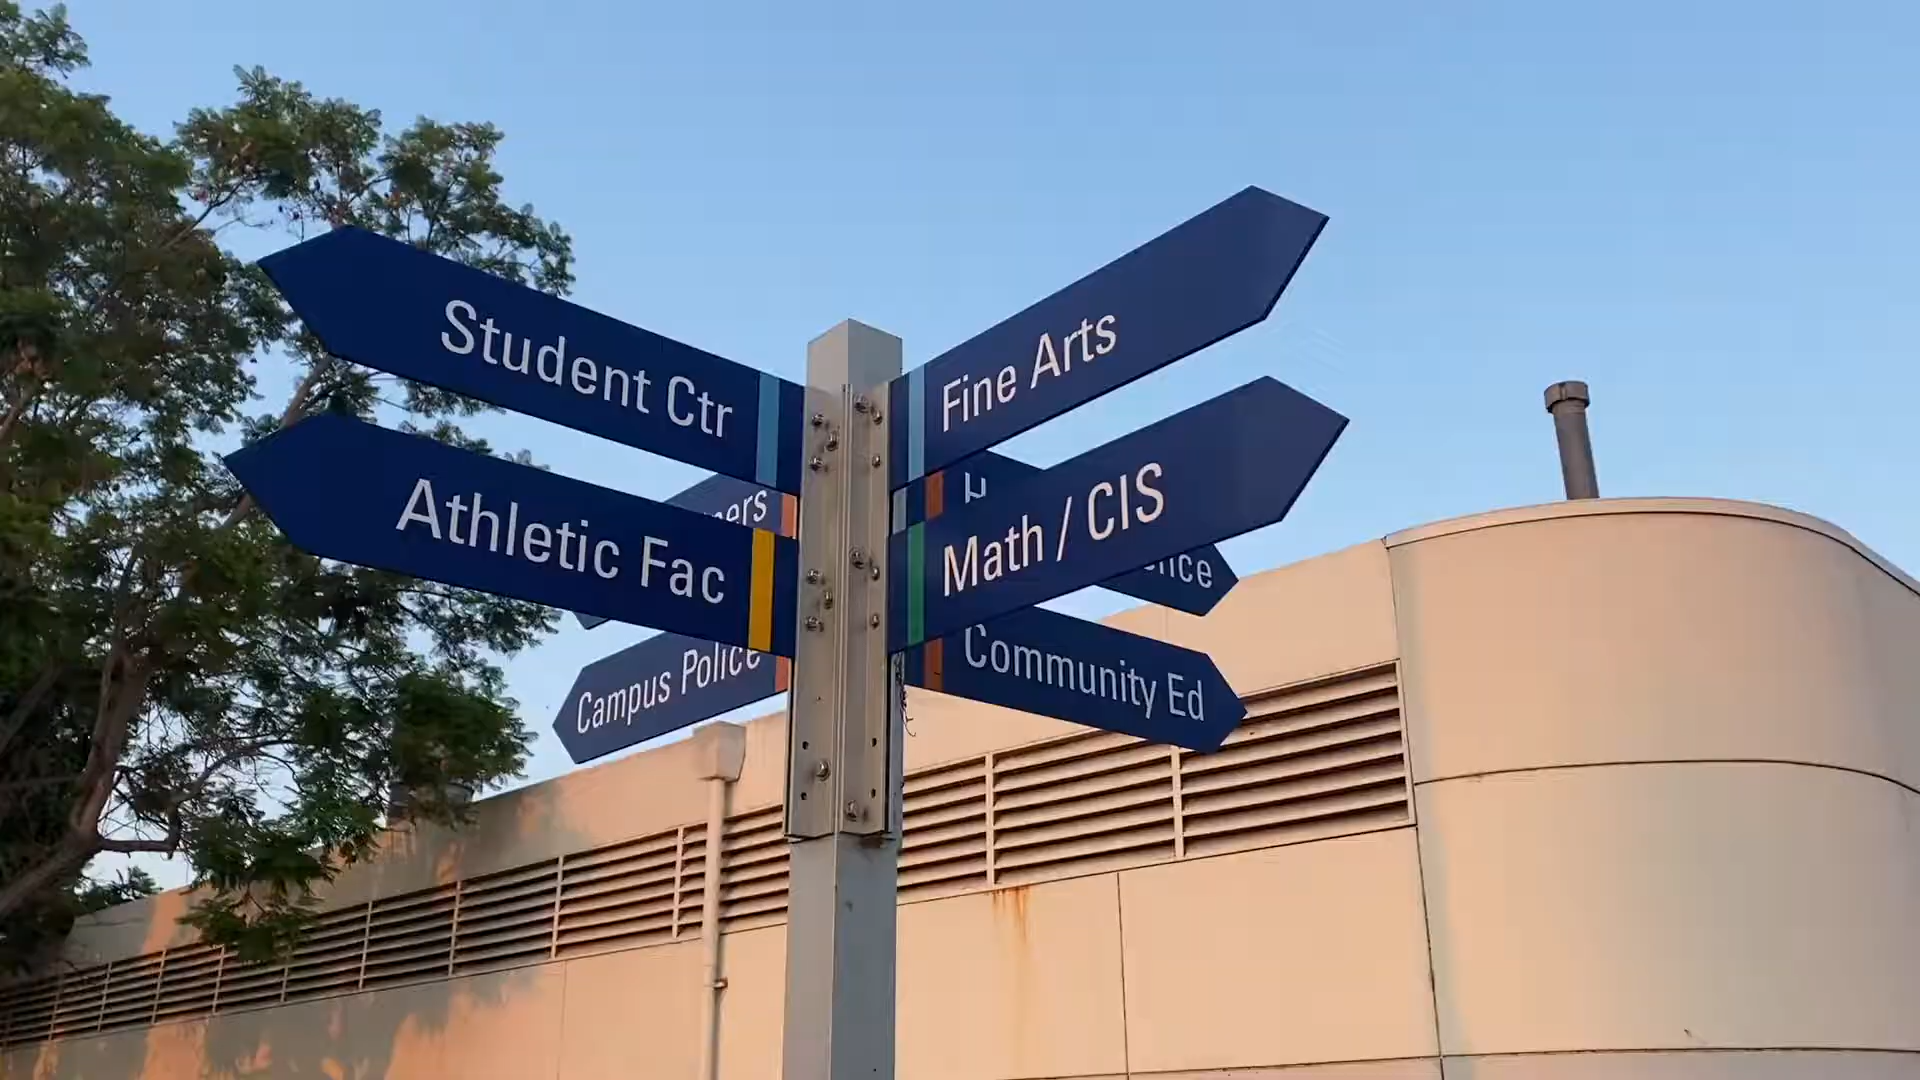 Student Ctr
Fine Arts
Athletic Fac
Math / CIS
Campus Police
Community Ed